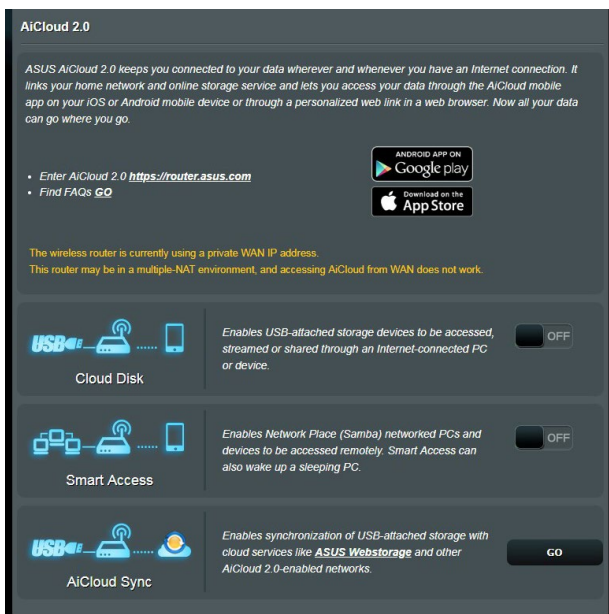 AiCloud 2.0
ASUS AiCloud 2.0 keeps you connected to your data wherever and whenever you have an Internet connection. It
links your home network and online storage service and lets you access your data through the AiCloud mobile
app on your iOS or Android mobile device or through a personalized web link in a web browser. Now all your data
can go where you go.
ANDROID APP ON
Google play
Download on the
App Store
• Enter AiCloud 2.0 https://router.asus.com
• Find FAQs GO
The wireless router is currently using a private WAN IP address.
This router may be in a multiple-NAT environment, and accessing AiCloud from WAN does not work.
USB
Cloud Disk
Enables USB-attached storage devices to be accessed,
streamed or shared through an Internet-connected PC
or device.
OFF
Smart Access
Enables Network Place (Samba) networked PCs and
devices to be accessed remotely. Smart Access can
also wake up a sleeping PC.
OFF
USB
AiCloud Sync
Enables synchronization of USB-attached storage with
cloud services like ASUS Webstorage and other
AiCloud 2.0-enabled networks.
GO